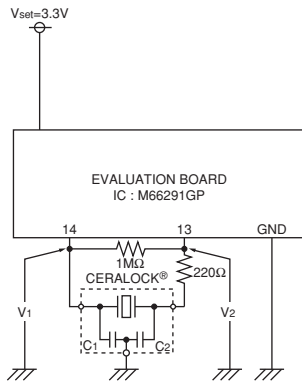 Vset=3.3V
EVALUATION BOARD
IC : M66291GP
14
13
GND
1MΩ
CERALOCK®
220Ω
V1
V2
C1
C2